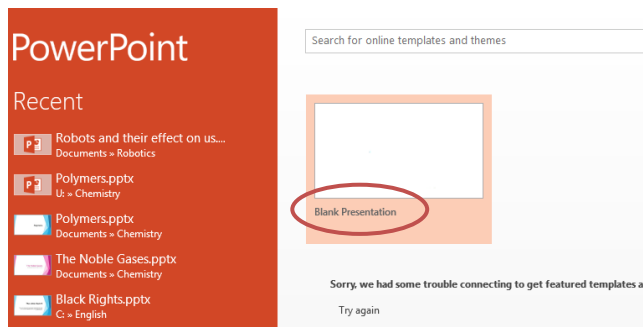 PowerPoint
Recent
Robots and their effect on us....
Documents » Robotics
Polymers.pptx
U: » Chemistry
Polymers.pptx
Documents » Chemistry
The Noble Gases.pptx
Documents » Chemistry
Black Rights.pptx
C: » English
Search for online templates and themes
Blank Presentation
Sorry, we had some trouble connecting to get featured templates a
Try again